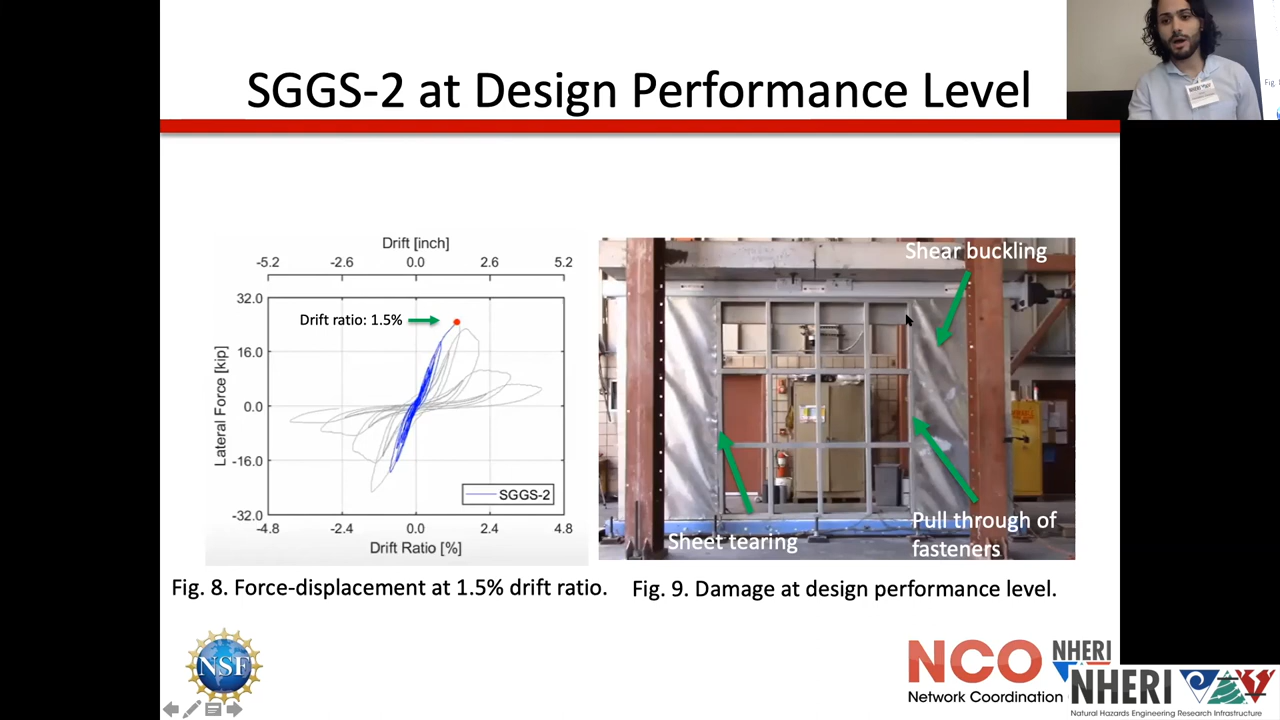 SGGS-2 at Design Performance Level
Drift [inch]
-5.2 -2.6 0.0 2.6 5.2
32.0
16.0
0.0
-16.0
-32.0
Lateral Force [kip]
Drift ratio: 1.5%
SGGS-2
-4.8 -2.4 0.0 2.4 4.8
Drift Ratio [%]
Shear buckling
Sheet tearing
Pull through of
fasteners
Fig. 8. Force-displacement at 1.5% drift ratio.
Fig. 9. Damage at design performance level.
NSF
NCO
Network Coordination
NHERI
NHERI
Natural Hazards Engineering Research Infrastructure